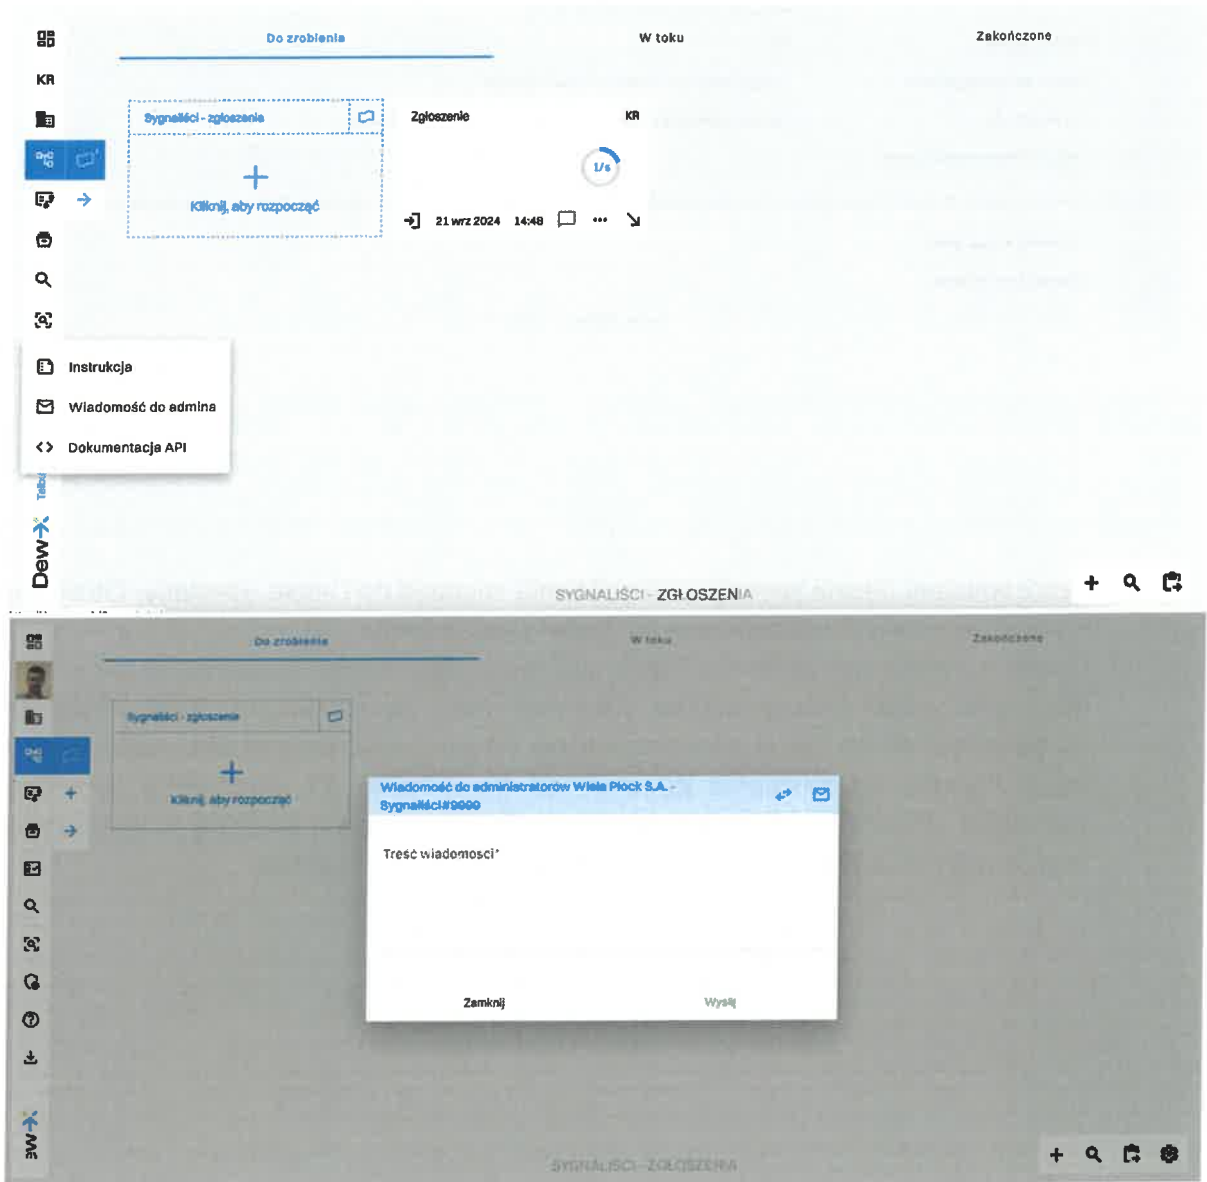 Do zrobienia
W toku
Zakończone
KR
Sygnaliści - zgłoszenia
Zgłoszenie
KR
1/6
Kliknij, aby rozpocząć
21 wrz 2024 14:48
Instrukcja
Wiadomość do admina
Dokumentacja API
Dew
SYGNALIŚCI - ZGŁOSZENIA
Do zrobienia
W toku
Zakończone
Sygnaliści - zgłoszenia
Kliknij, aby rozpocząć
Wiadomość do administratorów Wisła Płock S.A. -
Sygnaliści#9999
Treść wiadomości*
Zamknij
Wyślij
ew
SYGNALIŚCI - ZGŁOSZENIA